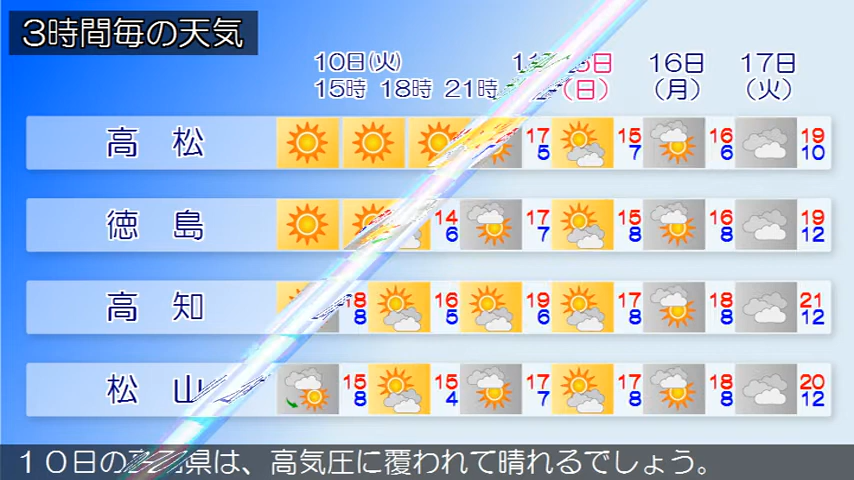 3時間毎の天気
10日(火) 日 16日 17日
15時 18時 21時 (日) (月) (火)
高松 17 15 16 19
5 7 6 10
徳島 14 17 15 16 19
6 7 8 8 12
高知 18 16 19 17 18 21
8 5 6 8 8 12
松山 15 15 17 17 18 20
8 4 7 8 8 12
10日の 県は、高気圧に覆われて晴れるでしょう。